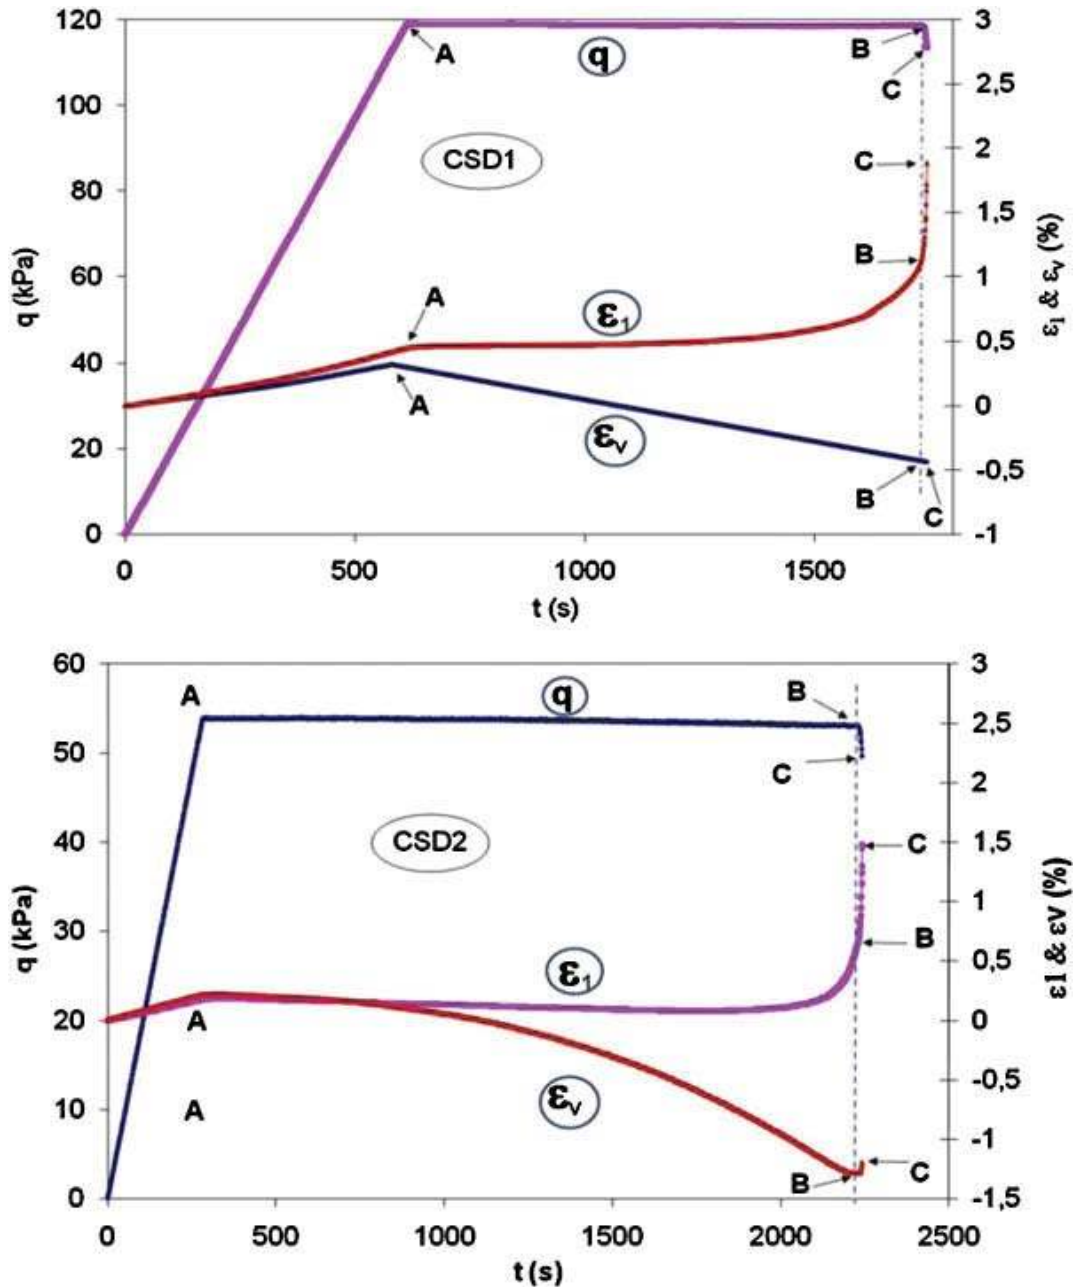 120
100
80
60
40
20
0
q (kPa)
3
2,5
2
1,5
1
0,5
0
-0,5
-1
ε1 & εv (%)
0
500
1000
1500
t (s)
A
q
B
C
CSD1
C
B
A
ε1
A
εv
B
C
60
50
40
30
20
10
0
q (kPa)
3
2,5
2
1,5
1
0,5
0
-0,5
-1
-1,5
ε1 & εv (%)
0
500
1000
1500
2000
2500
t (s)
A
q
B
C
CSD2
C
B
ε1
A
A
εv
B
C